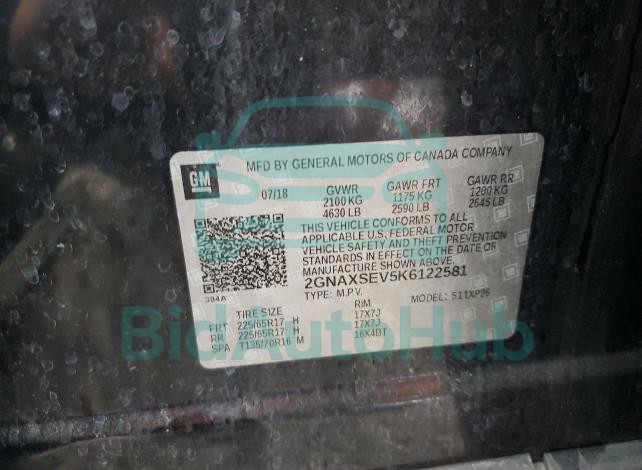 GM
MFD BY GENERAL MOTORS OF CANADA COMPANY
07/18 GVWR GAWR FRT GAWR RR
2100 KG 1175 KG 1200 KG
4630 LB 2590 LB 2645 LB
THIS VEHICLE CONFORMS TO ALL
APPLICABLE U.S. FEDERAL MOTOR
VEHICLE SAFETY AND THEFT PREVENTION
STANDARDS IN EFFECT ON THE DATE OF
MANUFACTURE SHOWN ABOVE.
2GNAXSEV5K6122581
384A TYPE: M.P.V. MODEL: 511XP26
TIRE SIZE RIM
FRT 225/65R17 H 17X7J
RR 225/65R17 H 17X7J
SPA T135/70R16 M 16X4BT
BidAutoHub